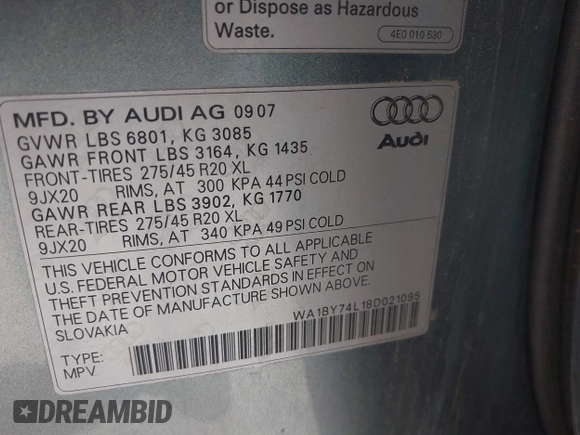 or Dispose as Hazardous
Waste.
4E0 010 530
MFD. BY AUDI AG 09 07
GVWR LBS 6801, KG 3085
GAWR FRONT LBS 3164, KG 1435
FRONT-TIRES 275/45 R20 XL
9JX20 RIMS, AT 300 KPA 44 PSI COLD
GAWR REAR LBS 3902, KG 1770
REAR-TIRES 275/45 R20 XL
9JX20 RIMS, AT 340 KPA 49 PSI COLD
Audi
THIS VEHICLE CONFORMS TO ALL APPLICABLE
U.S. FEDERAL MOTOR VEHICLE SAFETY AND
THEFT PREVENTION STANDARDS IN EFFECT ON
THE DATE OF MANUFACTURE SHOWN ABOVE.
SLOVAKIA
WA1BY74L18D021095
TYPE:
MPV
DREAMBID